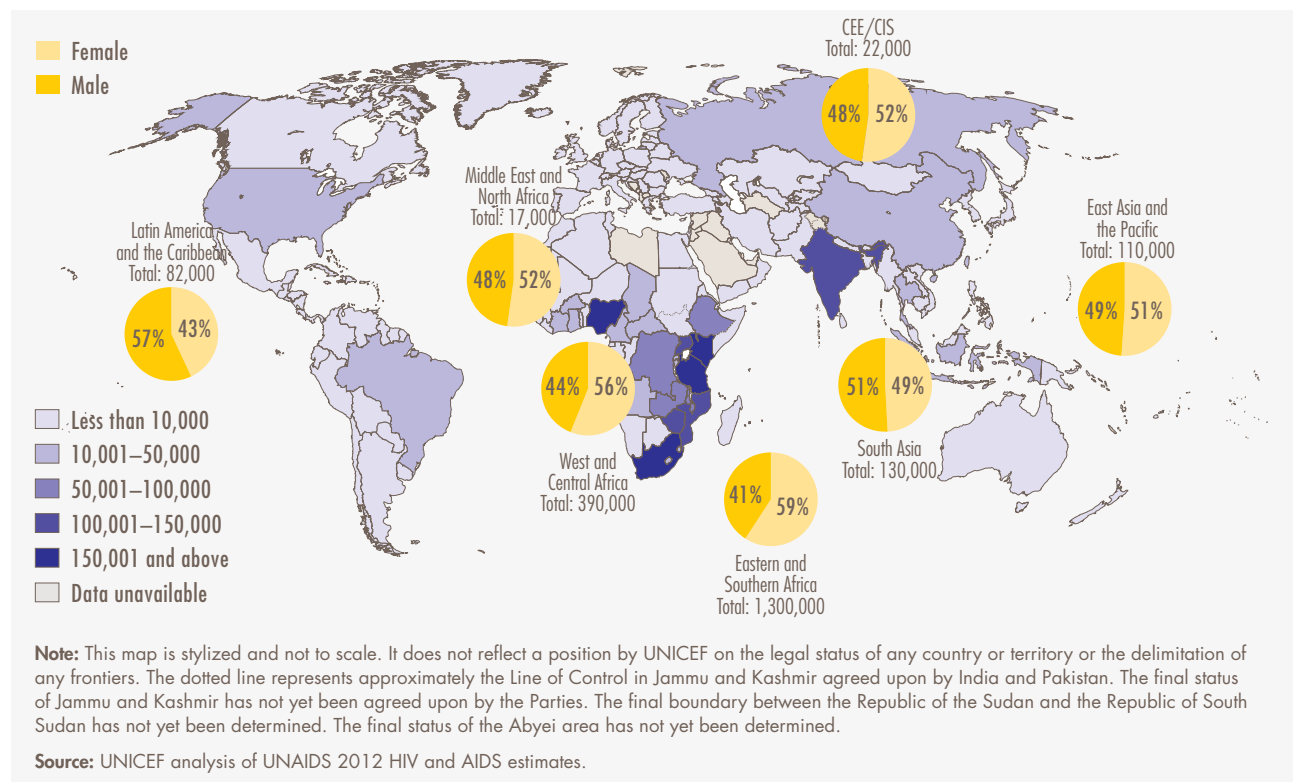 Female
Male
CEE/CIS
Total: 22,000
48% 52%
Middle East and
North Africa
Total: 17,000
48% 52%
Latin America
and the Caribbean
Total: 82,000
57% 43%
East Asia and
the Pacific
Total: 110,000
49% 51%
44% 56%
West and
Central Africa
Total: 390,000
51% 49%
South Asia
Total: 130,000
41% 59%
Eastern and
Southern Africa
Total: 1,300,000
Less than 10,000
10,001–50,000
50,001–100,000
100,001–150,000
150,001 and above
Data unavailable
Note: This map is stylized and not to scale. It does not reflect a position by UNICEF on the legal status of any country or territory or the delimitation of
any frontiers. The dotted line represents approximately the Line of Control in Jammu and Kashmir agreed upon by India and Pakistan. The final status
of Jammu and Kashmir has not yet been agreed upon by the Parties. The final boundary between the Republic of the Sudan and the Republic of South
Sudan has not yet been determined. The final status of the Abyei area has not yet been determined.
Source: UNICEF analysis of UNAIDS 2012 HIV and AIDS estimates.